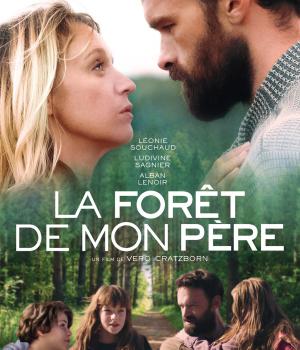 LÉONIE
SOUCHAUD
LUDIVINE
SAGNIER
ALBAN
LENOIR
LA FORÊT
DE MON PÈRE
UN FILM DE VERO CRATZBORN